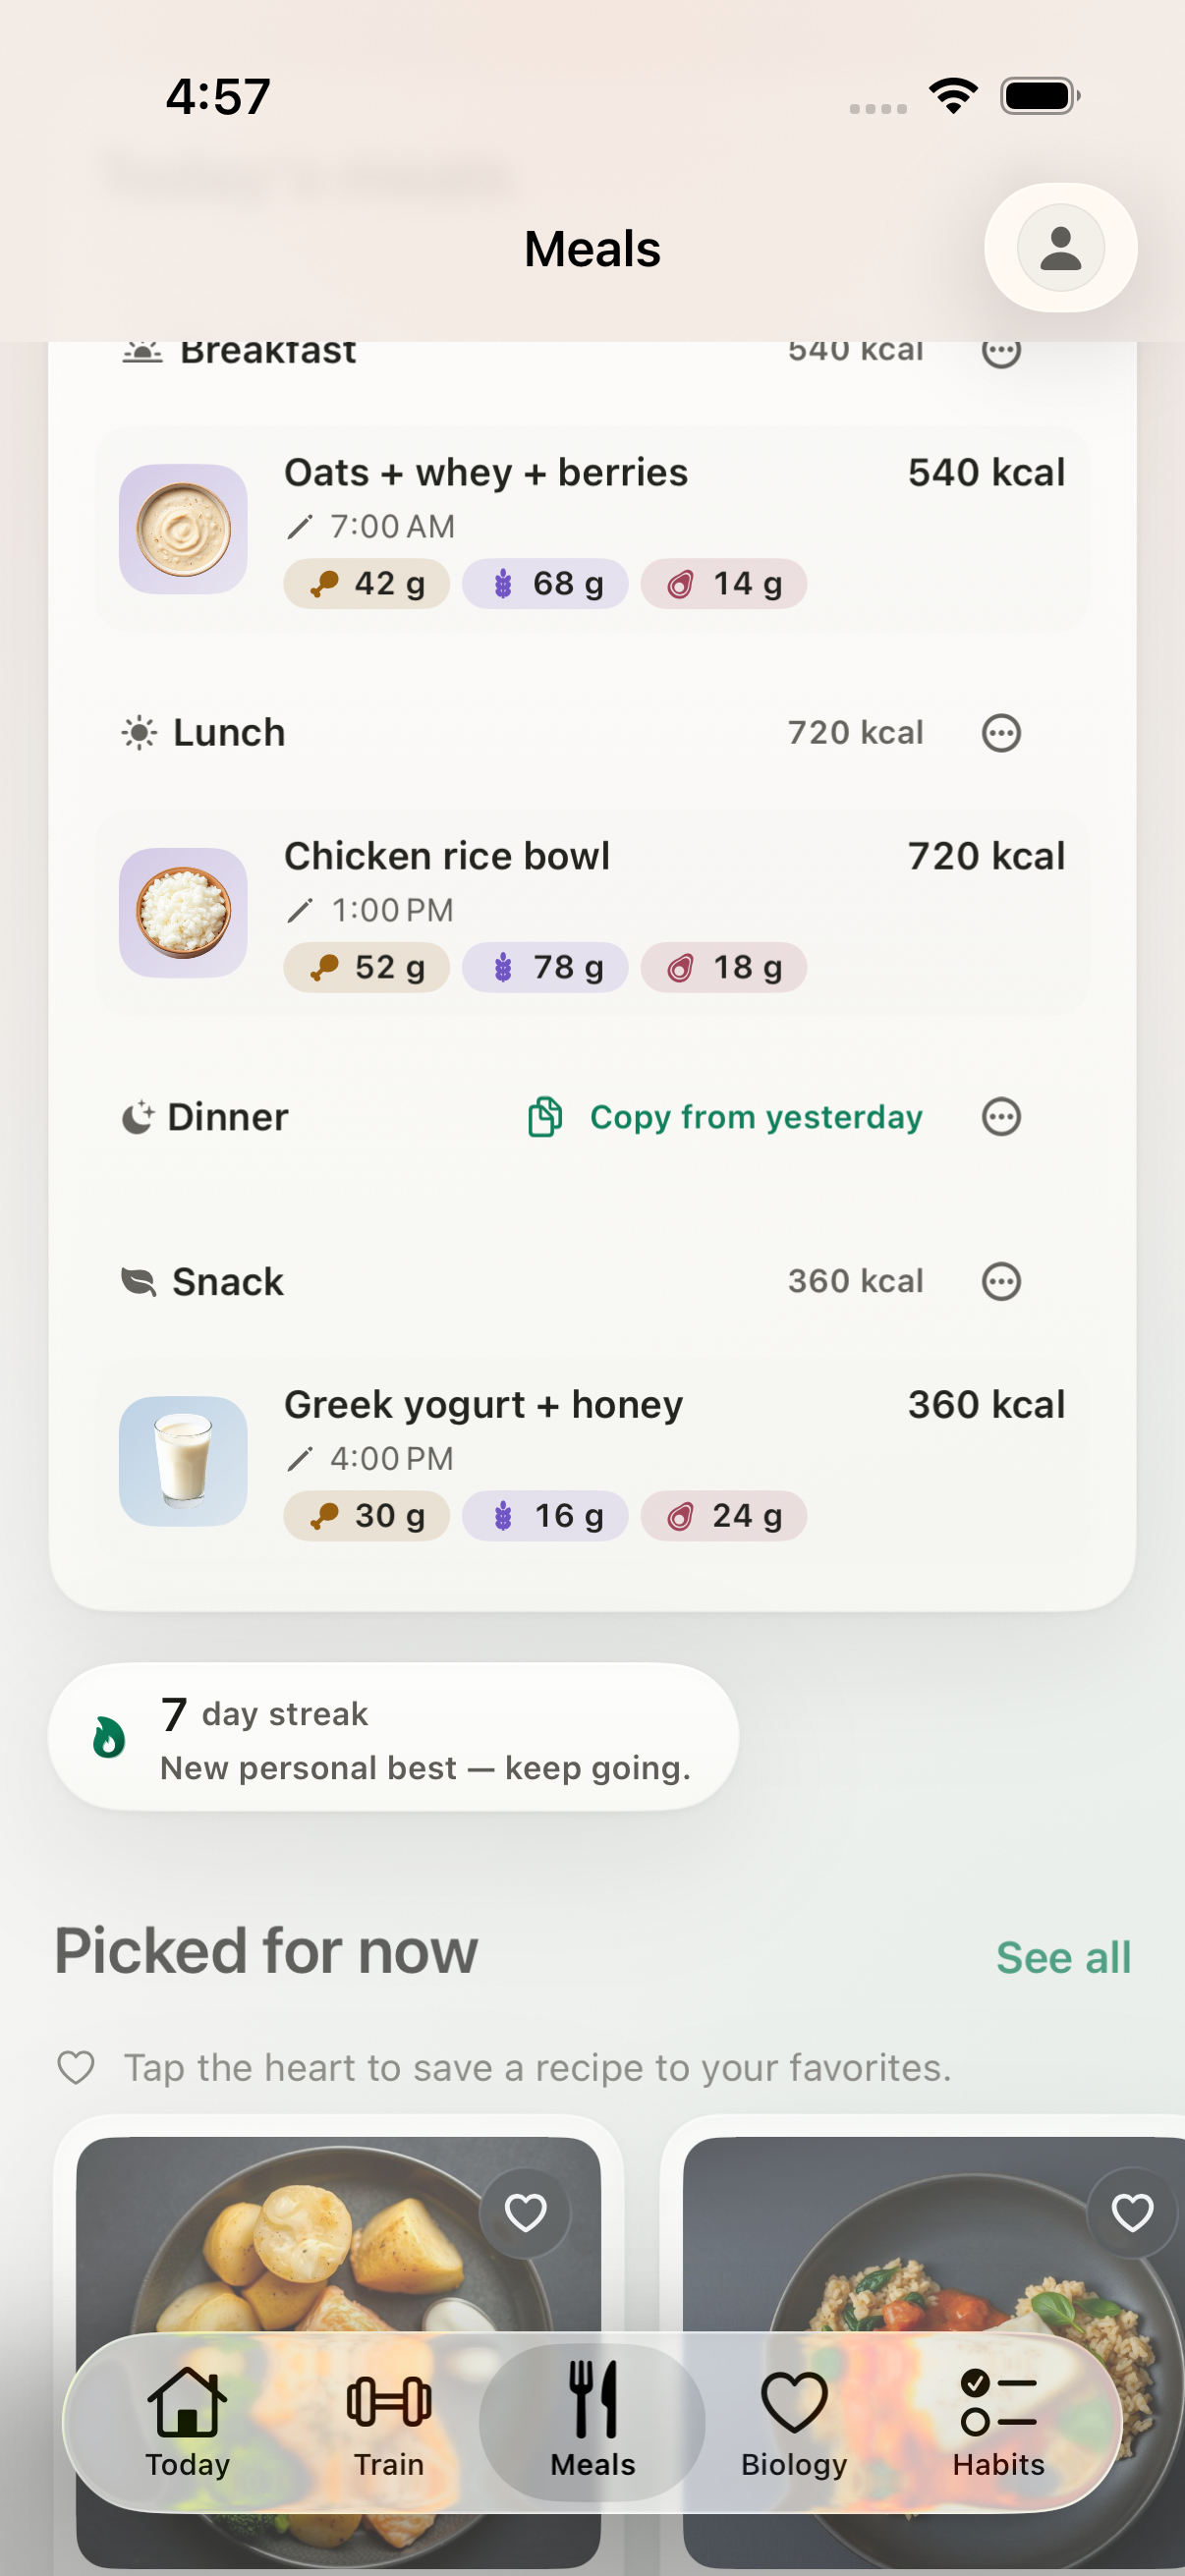 4:57
Today's meals
Meals
Breakfast 540 kcal
Oats + whey + berries 540 kcal
7:00 AM
42 g 68 g 14 g
Lunch 720 kcal
Chicken rice bowl 720 kcal
1:00 PM
52 g 78 g 18 g
Dinner Copy from yesterday
Snack 360 kcal
Greek yogurt + honey 360 kcal
4:00 PM
30 g 16 g 24 g
7 day streak
New personal best — keep going.
Picked for now See all
Tap the heart to save a recipe to your favorites.
Today Train Meals Biology Habits